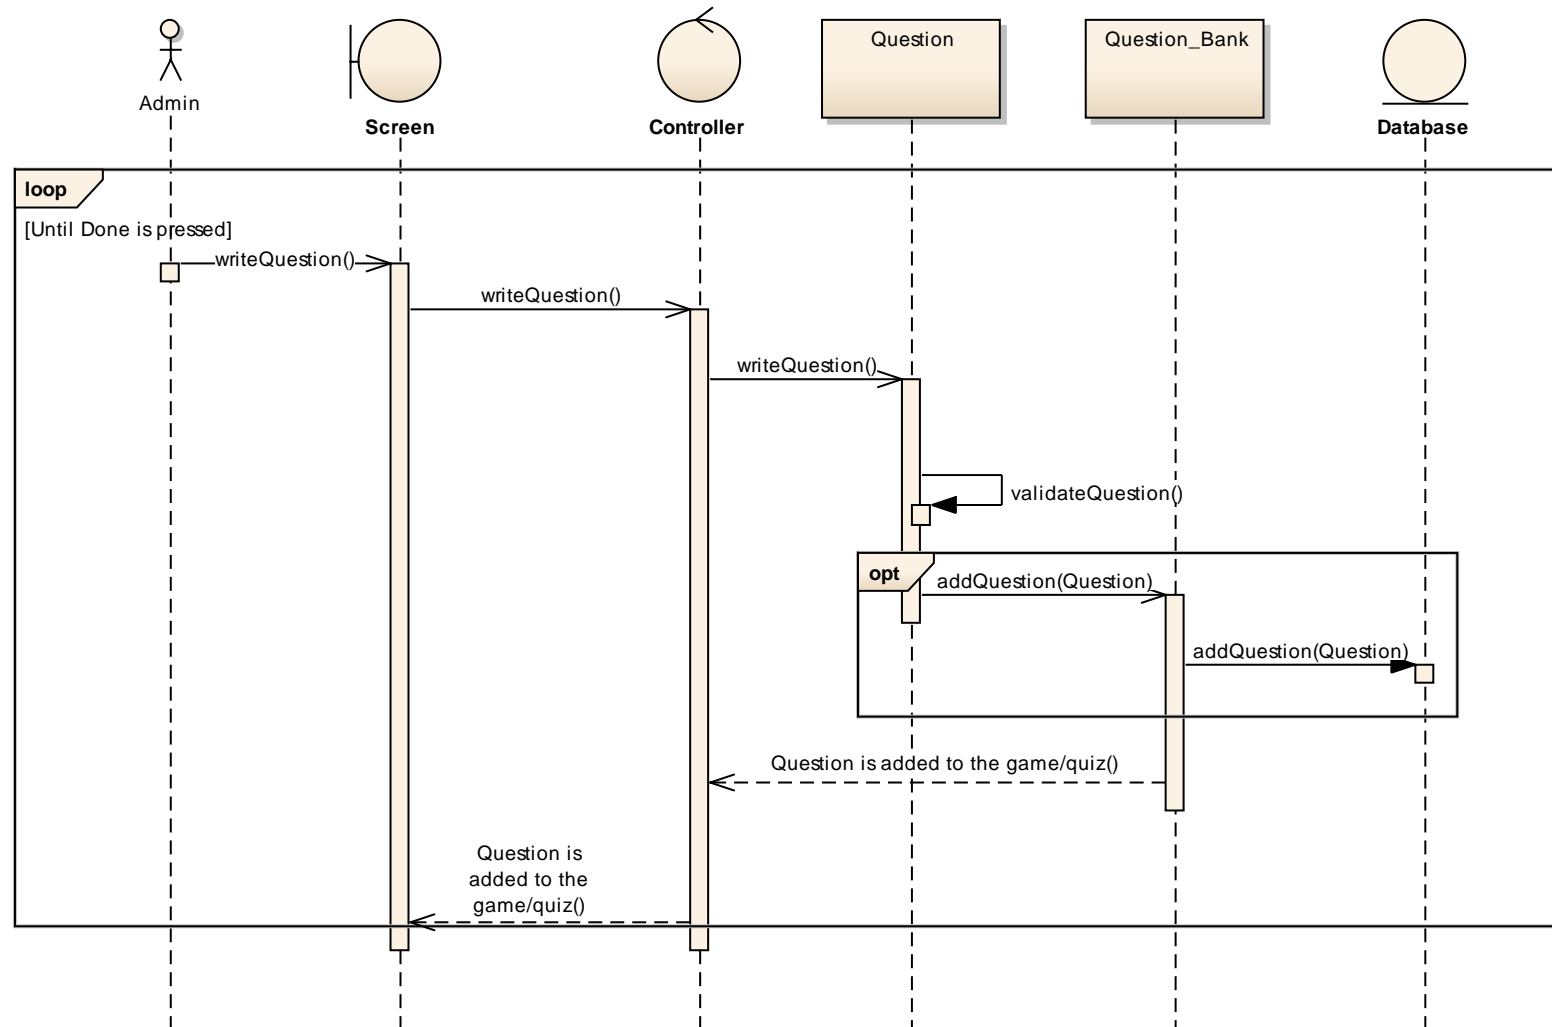 Admin
Screen
Controller
Question
Question_Bank
Database
loop
[Until Done is pressed]
writeQuestion()
writeQuestion()
writeQuestion()
validateQuestion()
opt
addQuestion(Question)
addQuestion(Question)
Question is added to the game/quiz()
Question is
added to the
game/quiz()